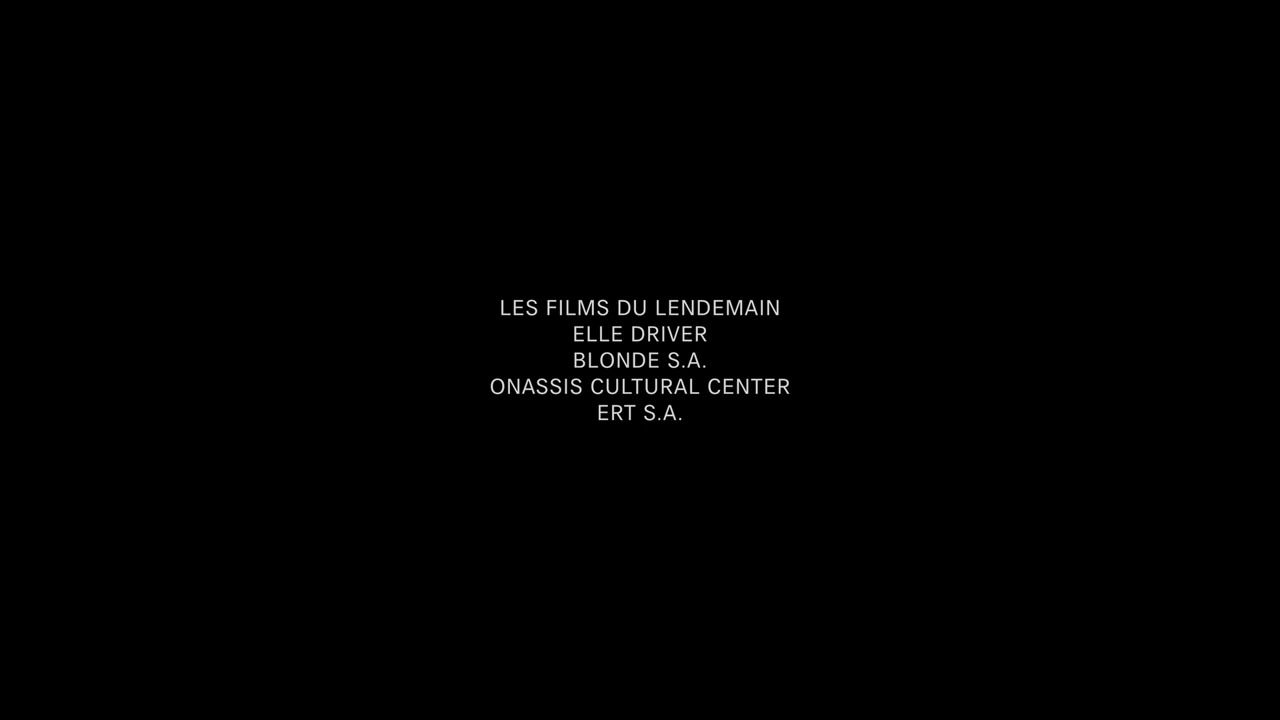 LES FILMS DU LENDEMAIN
ELLE DRIVER
BLONDE S.A.
ONASSIS CULTURAL CENTER
ERT S.A.